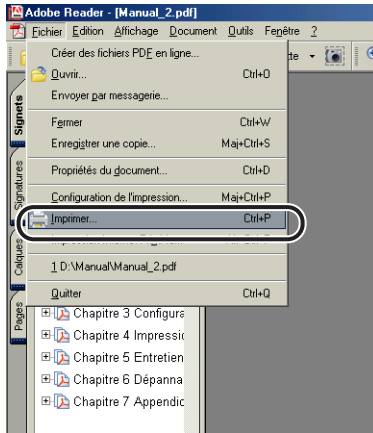 Adobe Reader - [Manual_2.pdf]
Fichier Edition Affichage Document Outils Fenêtre ?
Créer des fichiers PDF en ligne...
Ouvrir... Ctrl+O
Envoyer par messagerie...
Fermer Ctrl+W
Enregistrer une copie... Maj+Ctrl+S
Propriétés du document... Ctrl+D
Configuration de l'impression... Maj+Ctrl+P
Imprimer... Ctrl+P
1 D:\Manual\Manual_2.pdf
Quitter Ctrl+Q
Signets
Signatures
Calques
Pages
Chapitre 3 Configura
Chapitre 4 Impressio
Chapitre 5 Entretien
Chapitre 6 Dépanna
Chapitre 7 Appendic